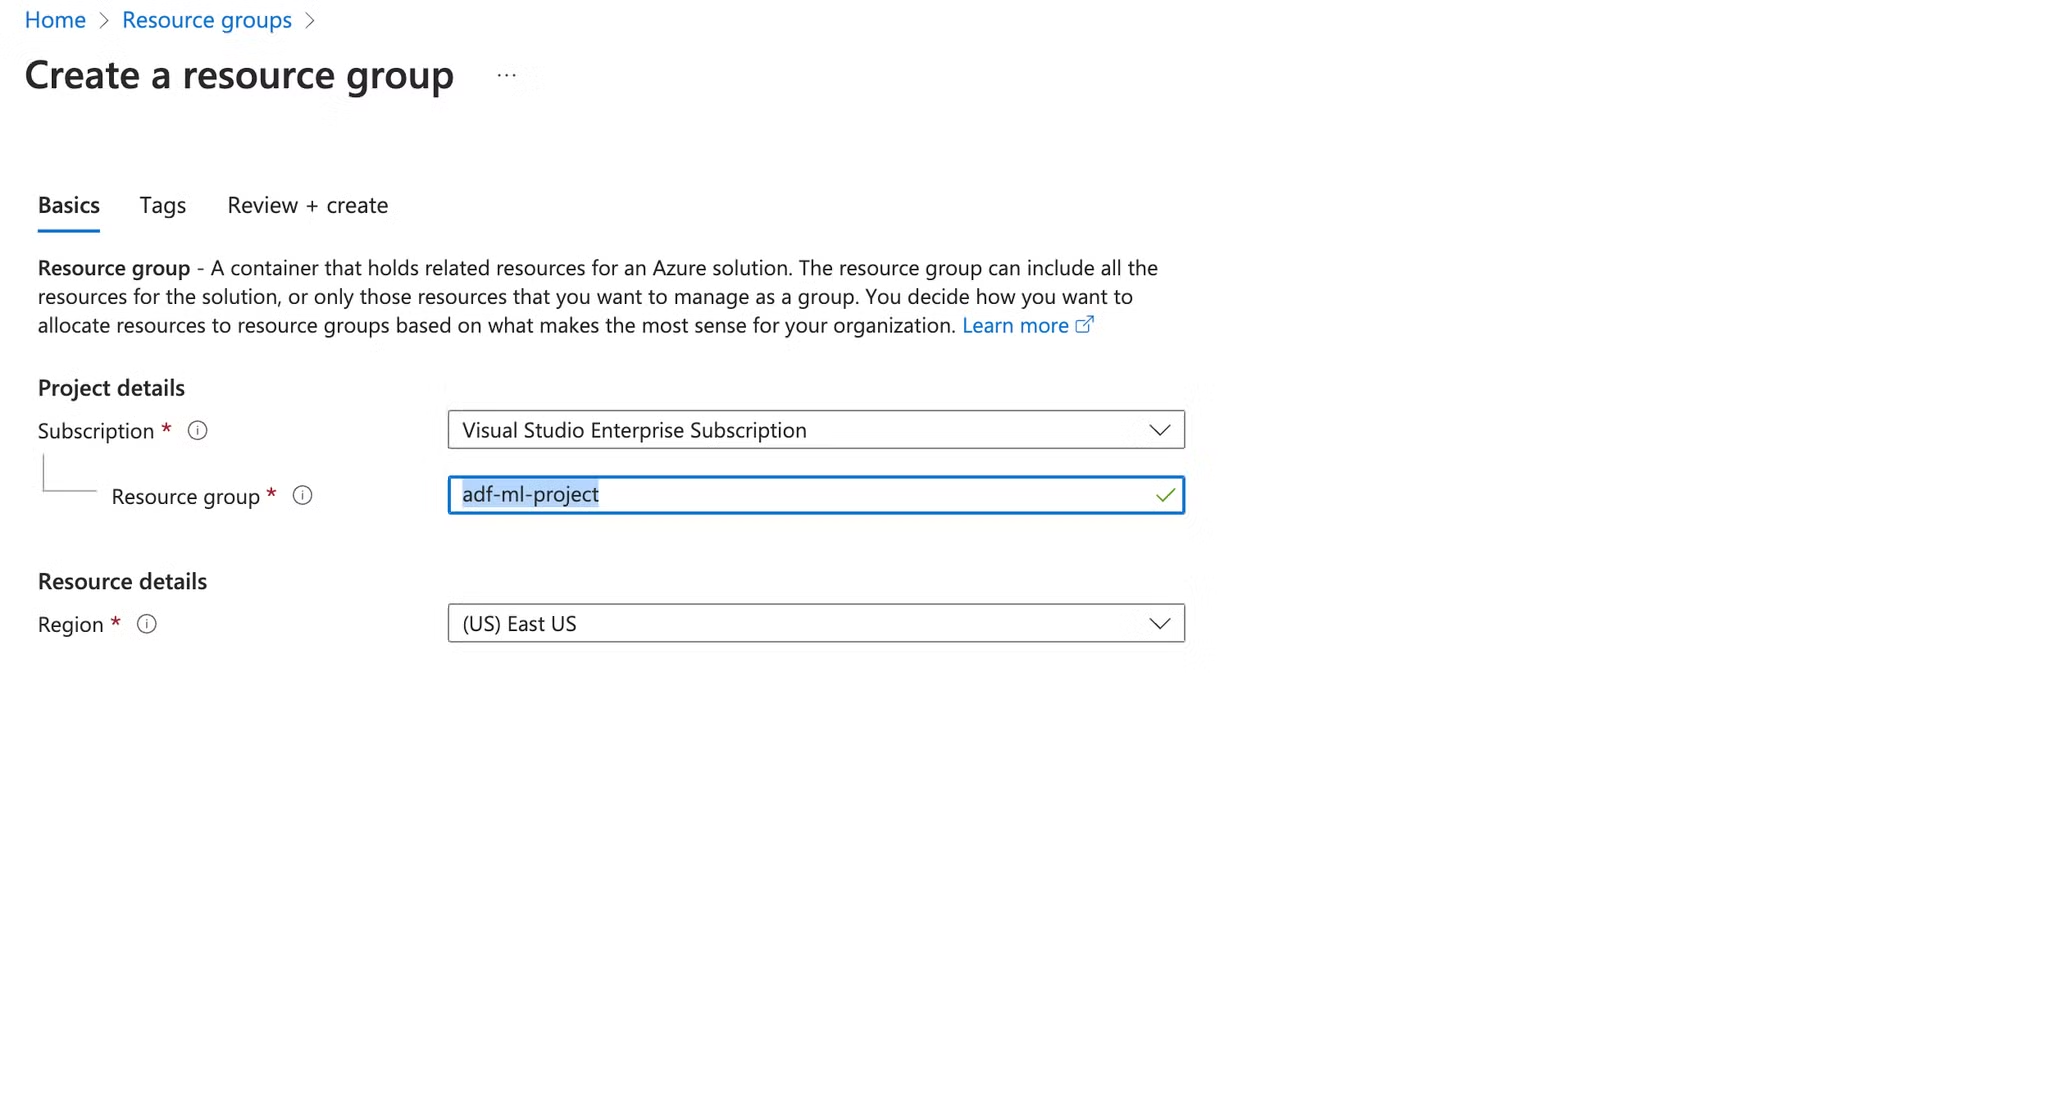 Home > Resource groups >
Create a resource group ...
Basics Tags Review + create
Resource group - A container that holds related resources for an Azure solution. The resource group can include all the
resources for the solution, or only those resources that you want to manage as a group. You decide how you want to
allocate resources to resource groups based on what makes the most sense for your organization. Learn more
Project details
Subscription * Visual Studio Enterprise Subscription
Resource group * adf-ml-project
Resource details
Region * (US) East US